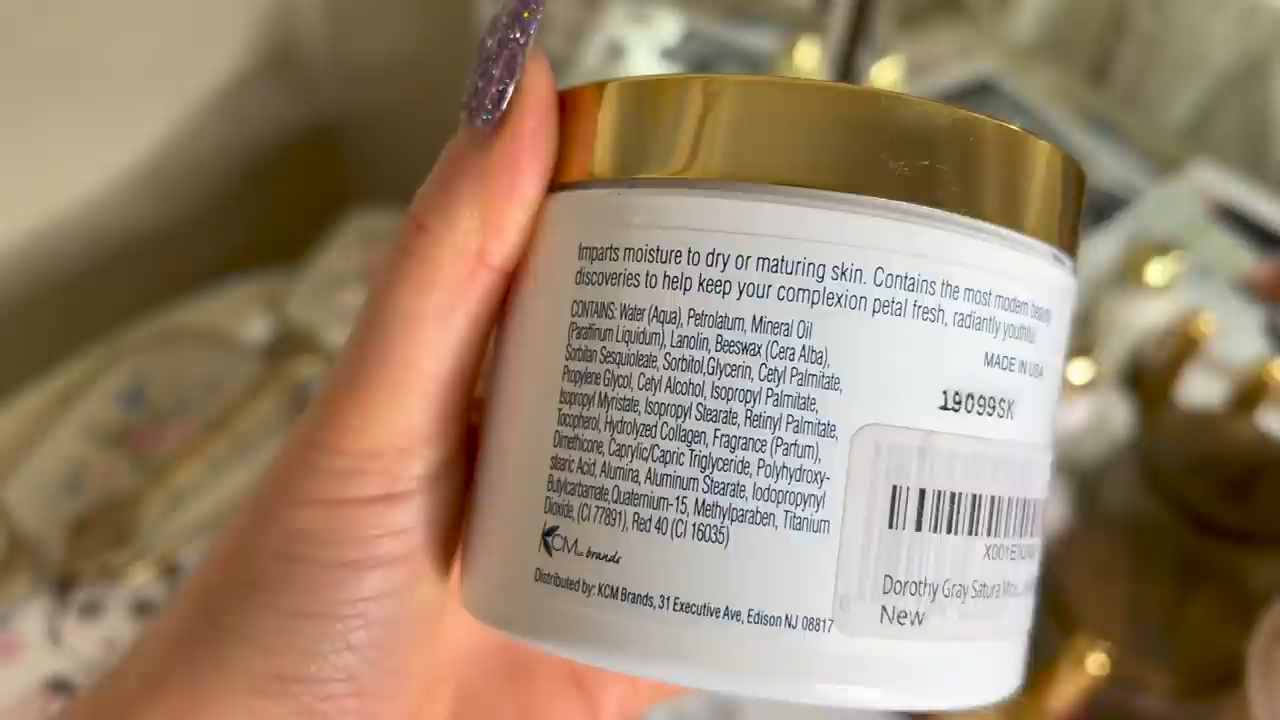 Imparts moisture to dry or maturing skin. Contains the most modern beauty
discoveries to help keep your complexion petal fresh, radiantly youthful.
CONTAINS: Water (Aqua), Petrolatum, Mineral Oil
(Paraffinum Liquidum), Lanolin, Beeswax (Cera Alba),
Sorbitan Sesquioleate, Sorbitol, Glycerin, Cetyl Palmitate,
Propylene Glycol, Cetyl Alcohol, Isopropyl Palmitate,
Isopropyl Myristate, Isopropyl Stearate, Retinyl Palmitate,
Tocopherol, Hydrolyzed Collagen, Fragrance (Parfum),
Dimethicone, Caprylic/Capric Triglyceride, Polyhydroxy-
stearic Acid, Alumina, Aluminum Stearate, Iodopropynyl
Butylcarbamate, Quaternium-15, Methylparaben, Titanium
Dioxide, (CI 77891), Red 40 (CI 16035)
KCM brands
Distributed by: KCM Brands, 31 Executive Ave, Edison NJ 08817
MADE IN USA
19099SK
Dorothy Gray Satura
New